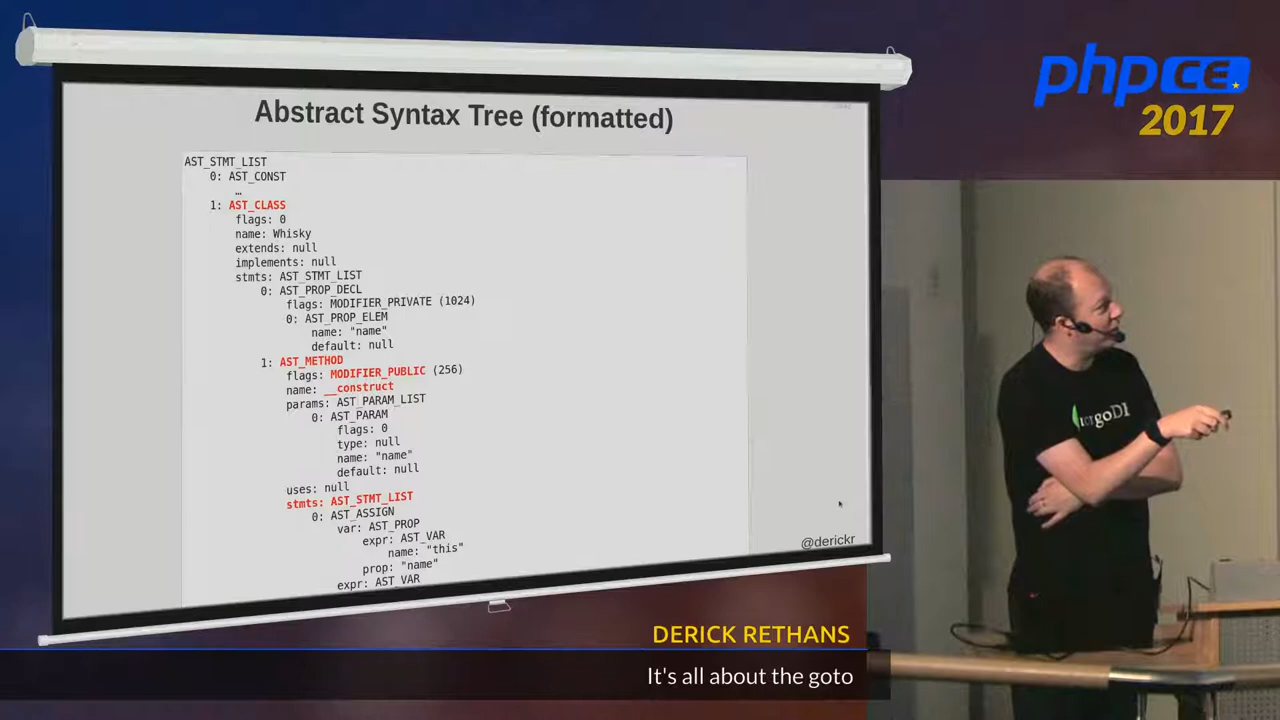 Abstract Syntax Tree (formatted)
AST_STMT_LIST
0: AST_CONST
…
1: AST_CLASS
flags: 0
name: Whisky
extends: null
implements: null
stmts: AST_STMT_LIST
0: AST_PROP_DECL
flags: MODIFIER_PRIVATE (1024)
0: AST_PROP_ELEM
name: "name"
default: null
1: AST_METHOD
flags: MODIFIER_PUBLIC (256)
name: __construct
params: AST_PARAM_LIST
0: AST_PARAM
flags: 0
type: null
name: "name"
default: null
uses: null
stmts: AST_STMT_LIST
0: AST_ASSIGN
var: AST_PROP
expr: AST_VAR
name: "this"
prop: "name"
expr: AST_VAR
@derickr
phpCE
2017
DERICK RETHANS
It's all about the goto